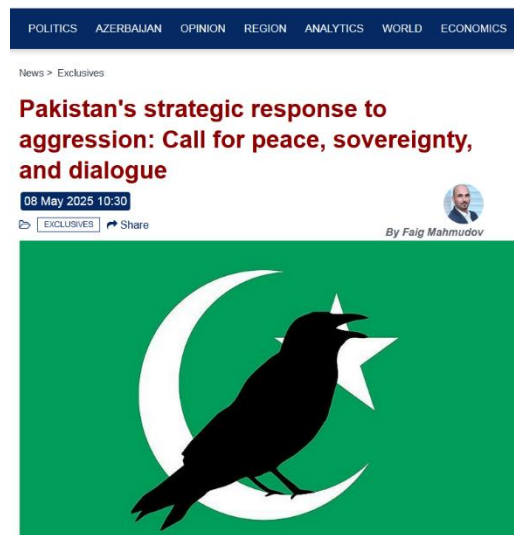 POLITICS AZERBAIJAN OPINION REGION ANALYTICS WORLD ECONOMICS
News > Exclusives
Pakistan's strategic response to
aggression: Call for peace, sovereignty,
and dialogue
08 May 2025 10:30
EXCLUSIVES Share
By Faig Mahmudov